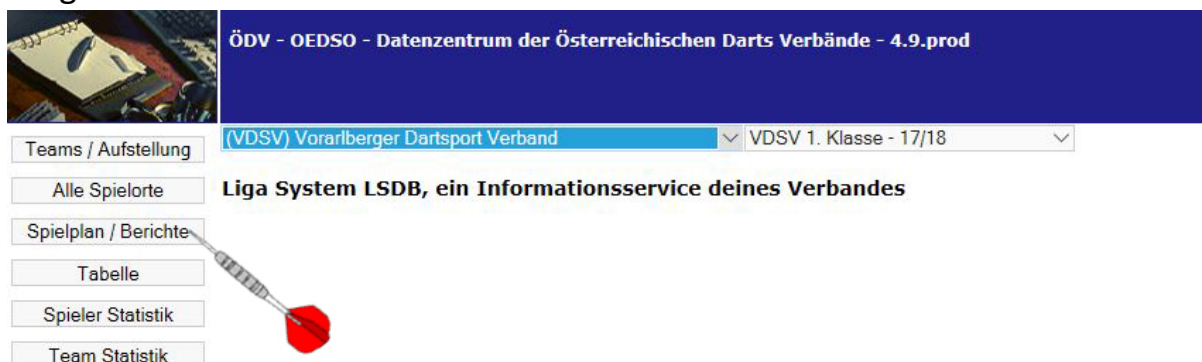 ÖDV - OEDSO - Datenzentrum der Österreichischen Darts Verbände - 4.9.prod
(VDSV) Vorarlberger Dartsport Verband
VDSV 1. Klasse - 17/18
Teams / Aufstellung
Alle Spielorte
Liga System LSDB, ein Informationsservice deines Verbandes
Spielplan / Berichte
Tabelle
Spieler Statistik
Team Statistik